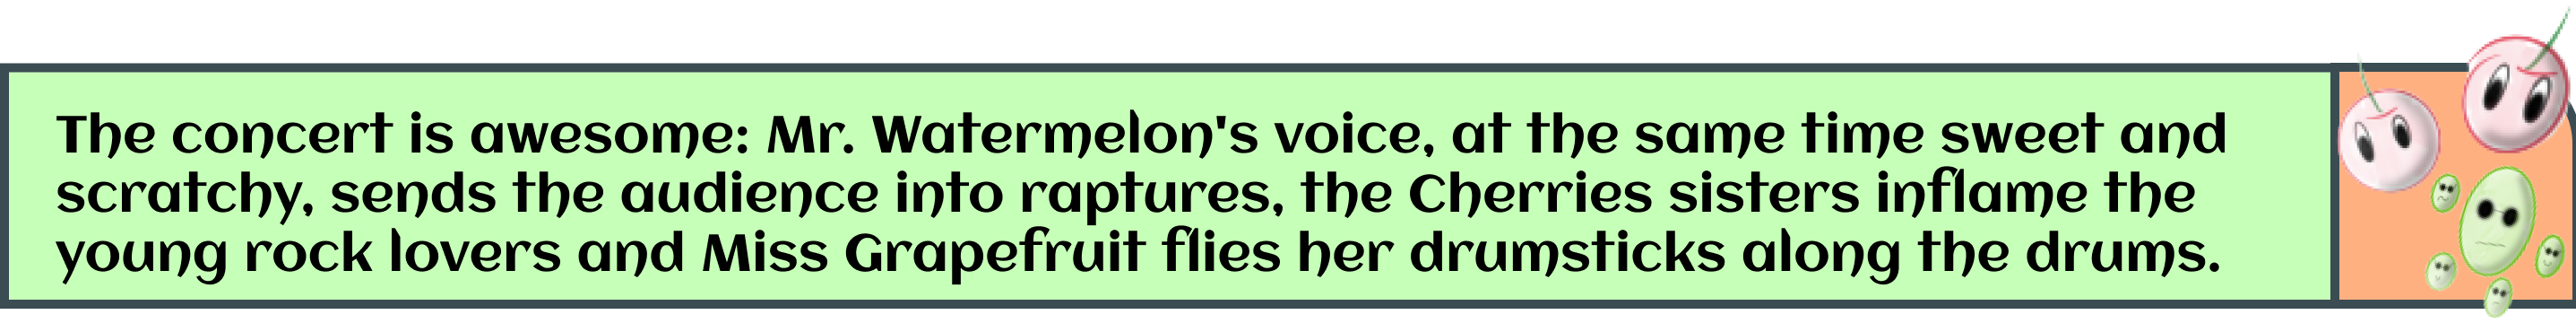 The concert is awesome: Mr. Watermelon's voice, at the same time sweet and
scratchy, sends the audience into raptures, the Cherries sisters inflame the
young rock lovers and Miss Grapefruit flies her drumsticks along the drums.